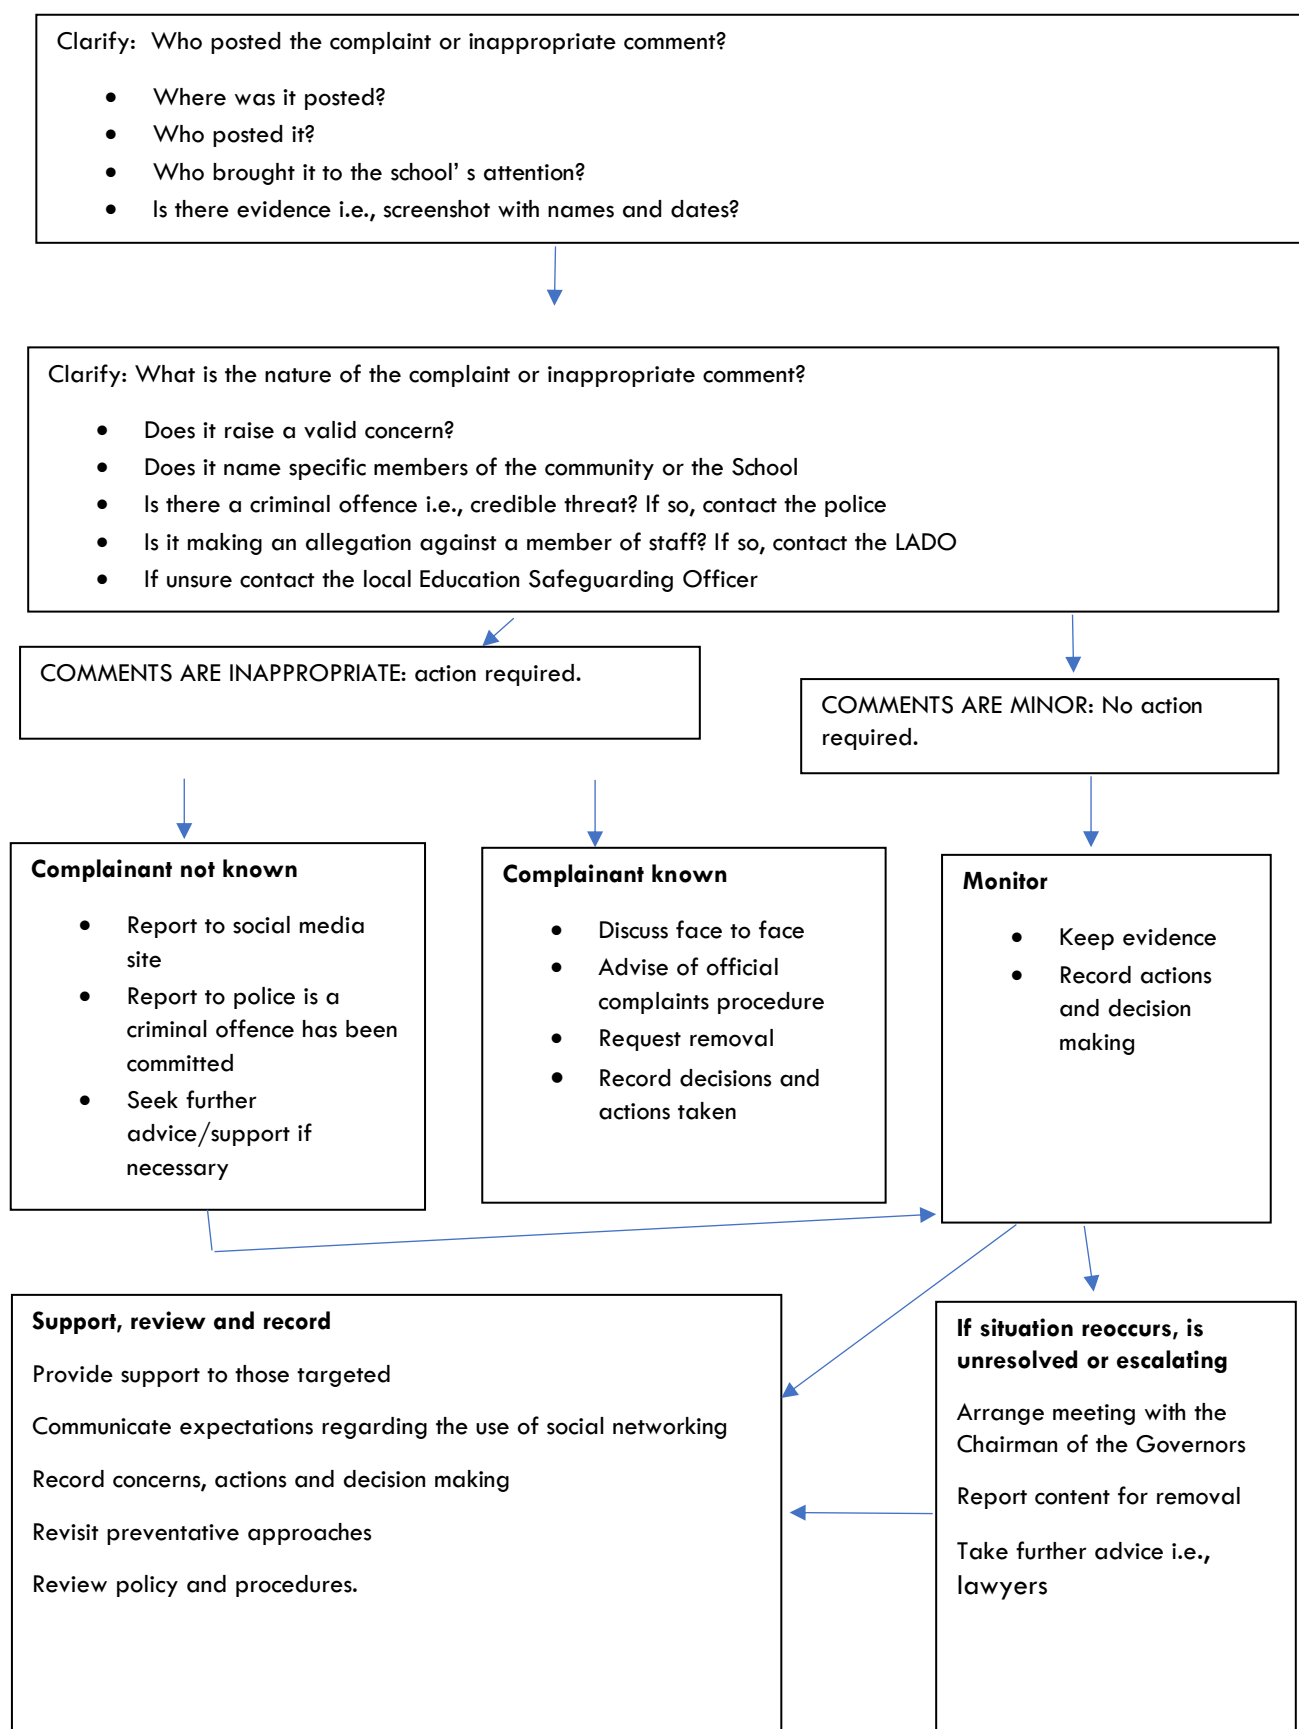 Clarify:  Who posted the complaint or inappropriate comment?
• Where was it posted?
• Who posted it?
• Who brought it to the school' s attention?
• Is there evidence i.e., screenshot with names and dates?
Clarify: What is the nature of the complaint or inappropriate comment?
• Does it raise a valid concern?
• Does it name specific members of the community or the School
• Is there a criminal offence i.e., credible threat? If so, contact the police
• Is it making an allegation against a member of staff? If so, contact the LADO
• If unsure contact the local Education Safeguarding Officer
COMMENTS ARE INAPPROPRIATE: action required.
COMMENTS ARE MINOR: No action
required.
Complainant not known
• Report to social media
site
• Report to police is a
criminal offence has been
committed
• Seek further
advice/support if
necessary
Complainant known
• Discuss face to face
• Advise of official
complaints procedure
• Request removal
• Record decisions and
actions taken
Monitor
• Keep evidence
• Record actions
and decision
making
Support, review and record
Provide support to those targeted
Communicate expectations regarding the use of social networking
Record concerns, actions and decision making
Revisit preventative approaches
Review policy and procedures.
If situation reoccurs, is
unresolved or escalating
Arrange meeting with the
Chairman of the Governors
Report content for removal
Take further advice i.e.,
lawyers